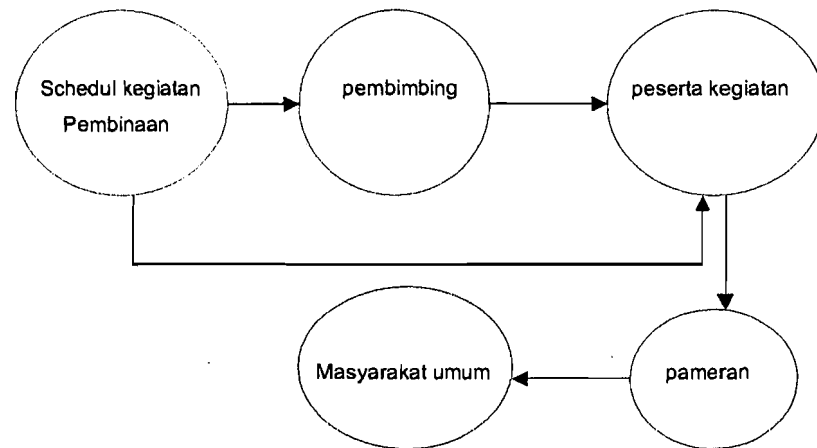 Schedul kegiatan
Pembinaan
pembimbing
peserta kegiatan
Masyarakat umum
pameran